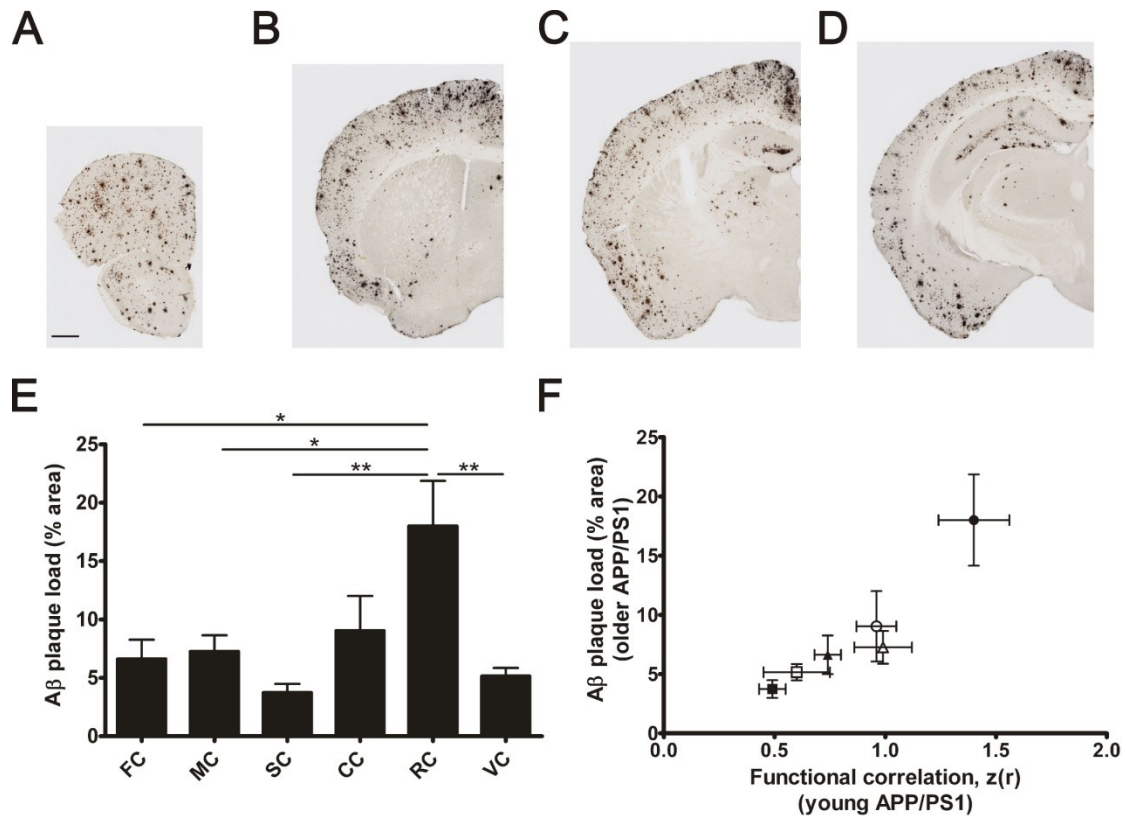 A
B
C
D
E
F
*
*
**
**
Aβ plaque load (% area)
25
20
15
10
5
0
FC
MC
SC
CC
RC
VC
Aβ plaque load (% area)
(older APP/PS1)
25
20
15
10
5
0
0.0
0.5
1.0
1.5
2.0
Functional correlation, z(r)
(young APP/PS1)